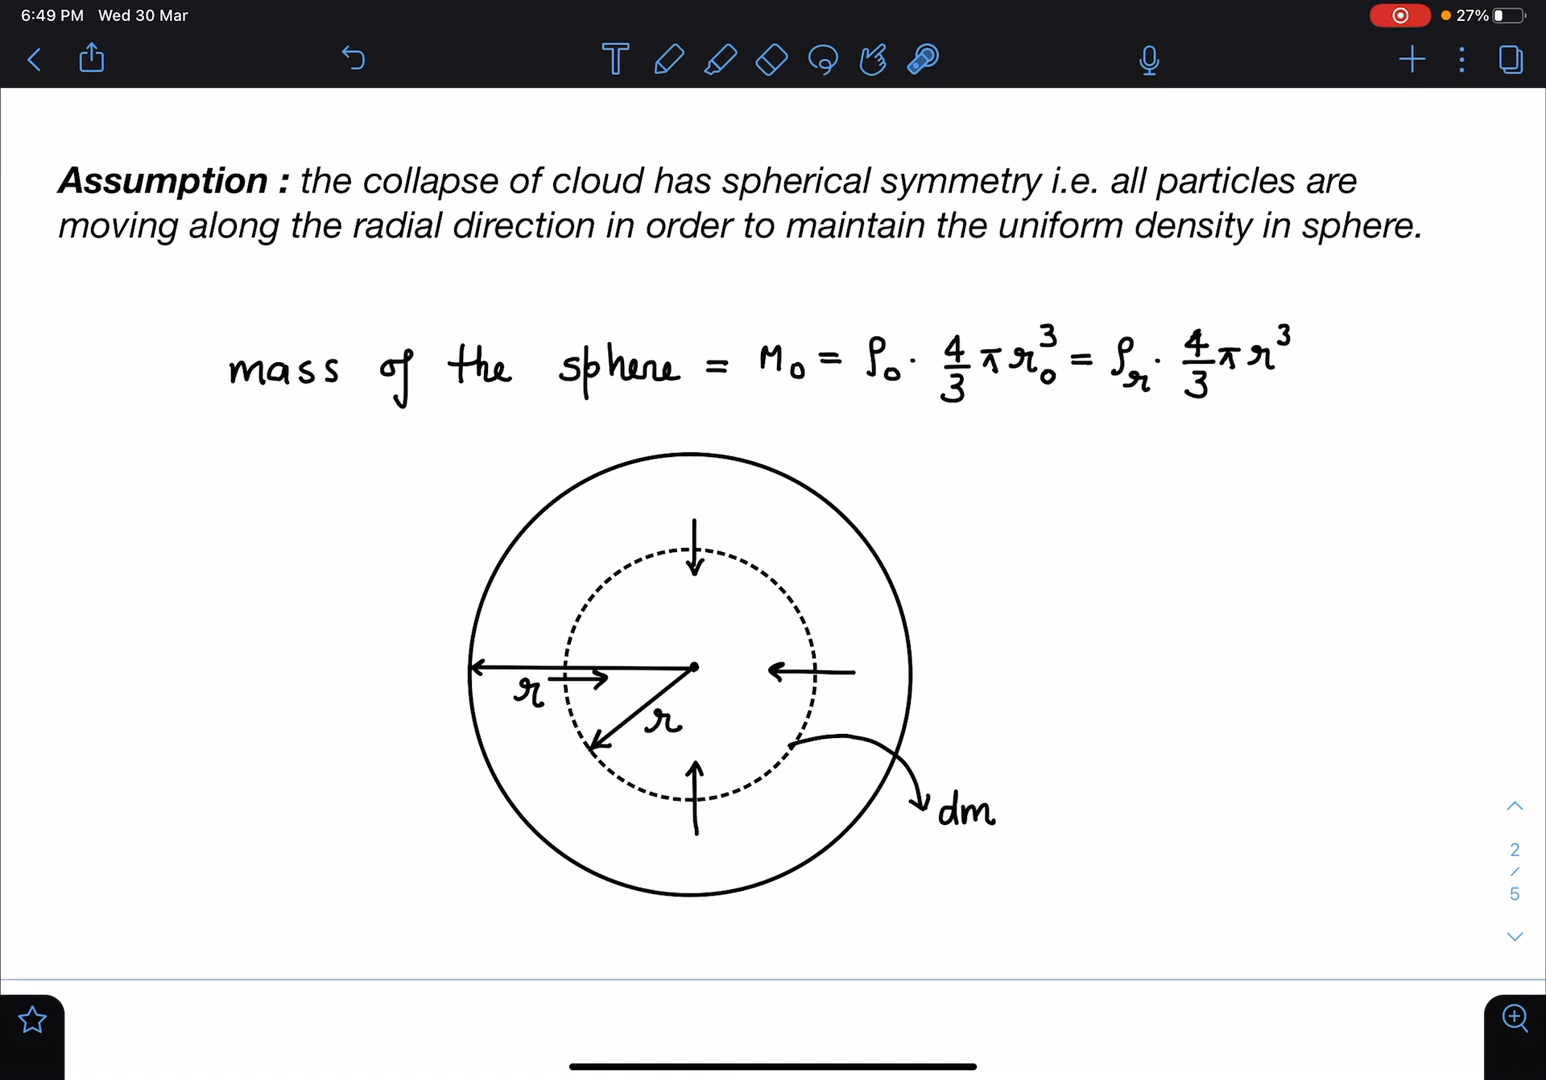 6:49 PM Wed 30 Mar
27%
Assumption : the collapse of cloud has spherical symmetry i.e. all particles are
moving along the radial direction in order to maintain the uniform density in sphere.
mass of the sphere = M₀ = ρ₀ · 4/3 π r₀³ = ρᵣ · 4/3 π r³
r
r
dm
2
/
5